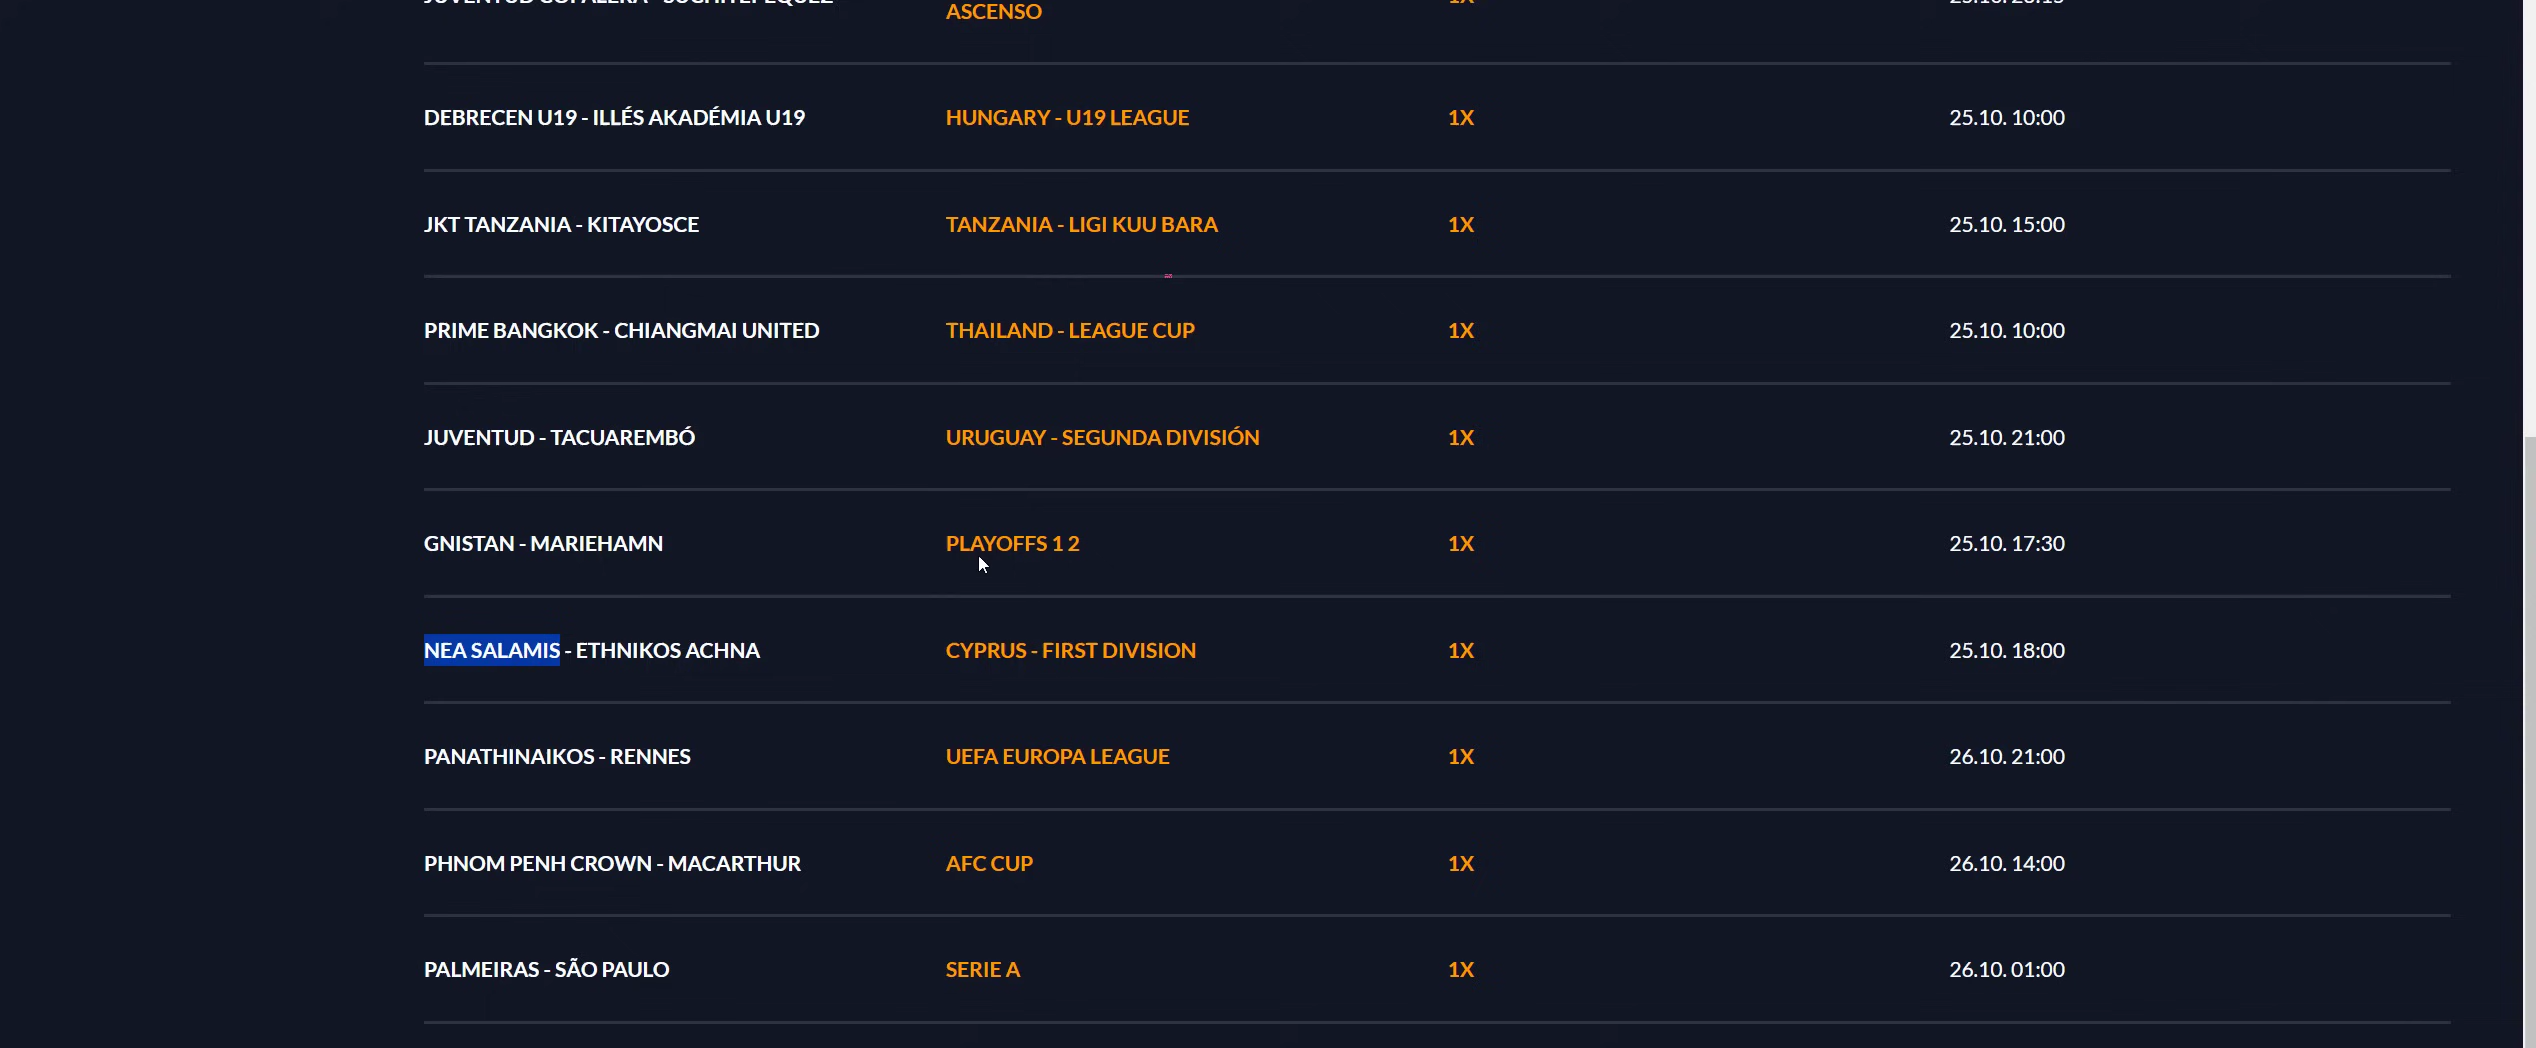 ASCENSO
DEBRECEN U19 - ILLÉS AKADÉMIA U19 HUNGARY - U19 LEAGUE 1X 25.10. 10:00
JKT TANZANIA - KITAYOSCE TANZANIA - LIGI KUU BARA 1X 25.10. 15:00
PRIME BANGKOK - CHIANGMAI UNITED THAILAND - LEAGUE CUP 1X 25.10. 10:00
JUVENTUD - TACUAREMBÓ URUGUAY - SEGUNDA DIVISIÓN 1X 25.10. 21:00
GNISTAN - MARIEHAMN PLAYOFFS 1 2 1X 25.10. 17:30
NEA SALAMIS - ETHNIKOS ACHNA CYPRUS - FIRST DIVISION 1X 25.10. 18:00
PANATHINAIKOS - RENNES UEFA EUROPA LEAGUE 1X 26.10. 21:00
PHNOM PENH CROWN - MACARTHUR AFC CUP 1X 26.10. 14:00
PALMEIRAS - SÃO PAULO SERIE A 1X 26.10. 01:00